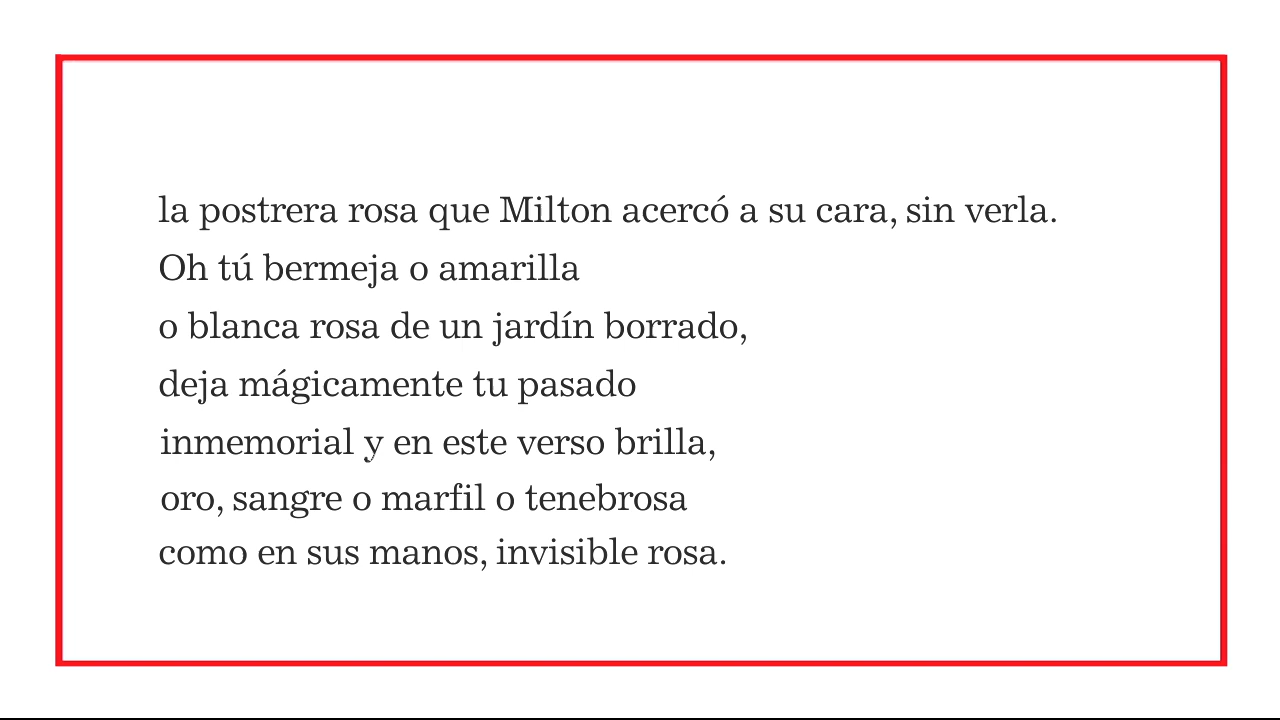 la postrera rosa que Milton acercó a su cara, sin verla.
Oh tú bermeja o amarilla
o blanca rosa de un jardín borrado,
deja mágicamente tu pasado
inmemorial y en este verso brilla,
oro, sangre o marfil o tenebrosa
como en sus manos, invisible rosa.